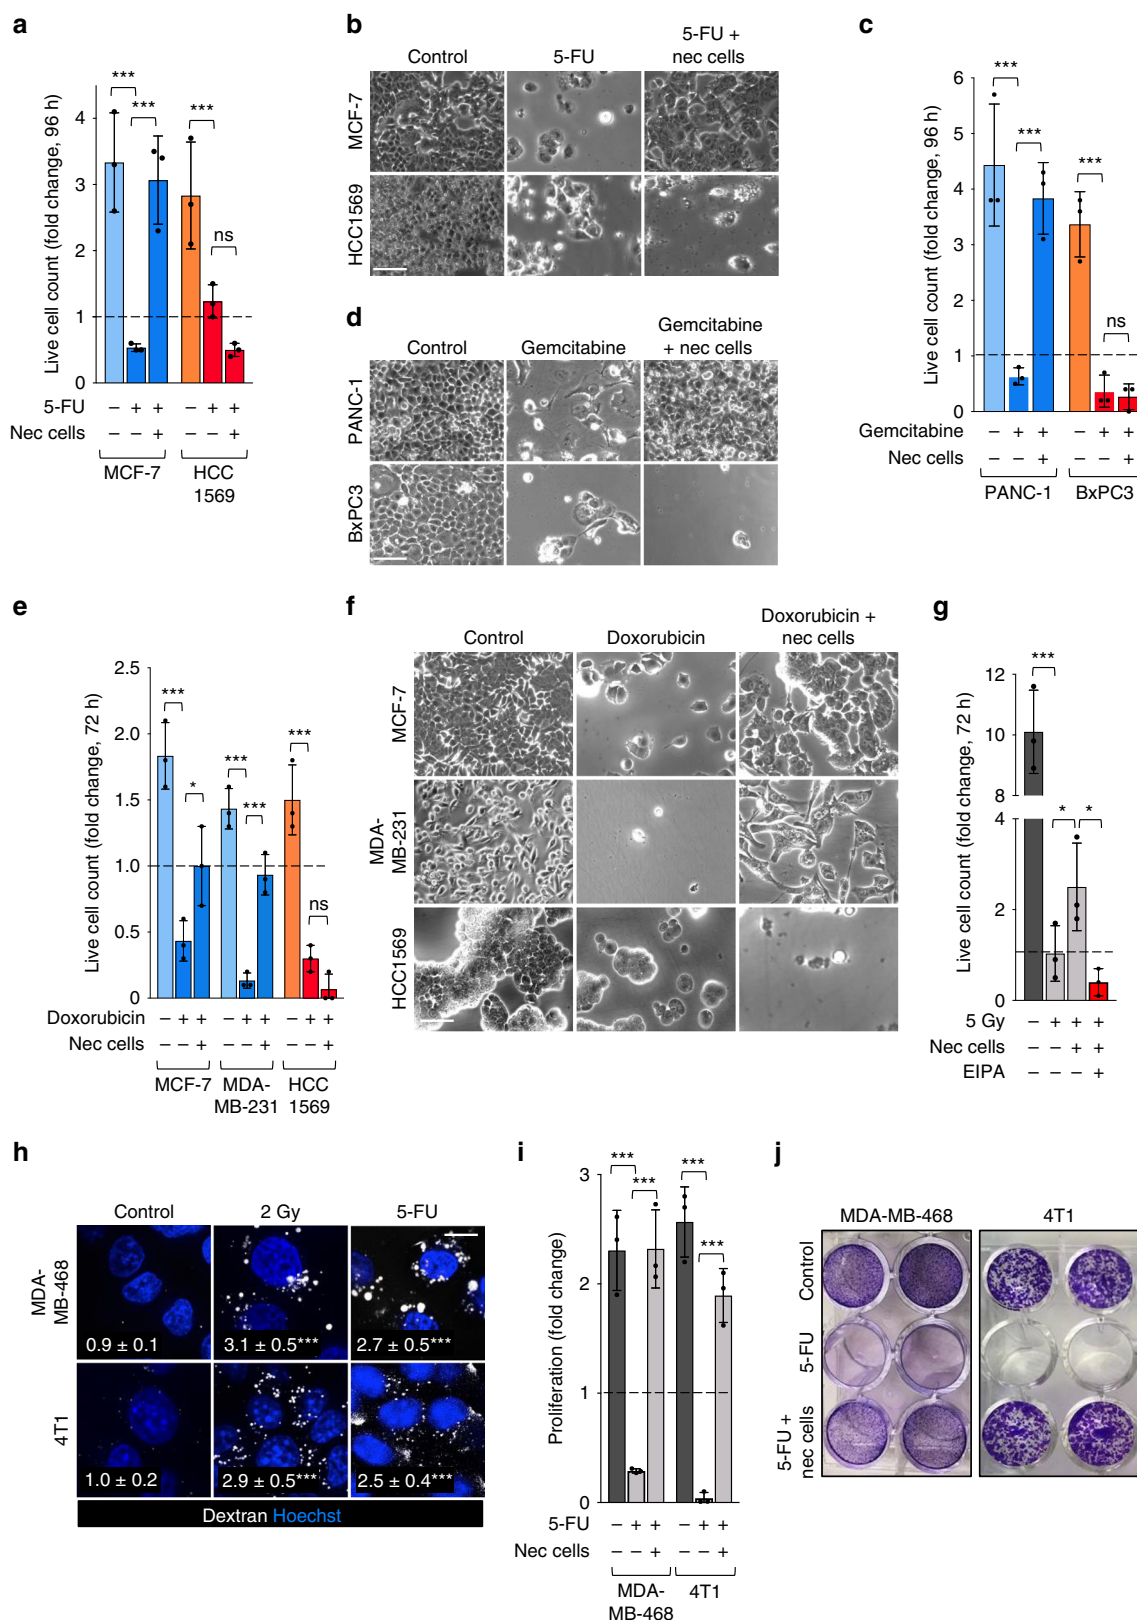 a
Live cell count (fold change, 96 h)
4
3
2
1
0
***
***
***
ns
5-FU
– + + – + +
Nec cells
– – + – – +
MCF-7
HCC
1569
b
Control
5-FU
5-FU +
nec cells
MCF-7
HCC1569
c
Live cell count (fold change, 96 h)
6
5
4
3
2
1
0
***
***
***
ns
Gemcitabine
– + + – + +
Nec cells
– – + – – +
PANC-1
BxPC3
d
Control
Gemcitabine
Gemcitabine
+ nec cells
PANC-1
BxPC3
e
Live cell count (fold change, 72 h)
2.5
2.0
1.5
1.0
0.5
0
***
*
***
***
***
ns
Doxorubicin
– + + – + + – + +
Nec cells
– – + – – + – – +
MCF-7
MDA-
MB-231
HCC
1569
f
Control
Doxorubicin
Doxorubicin +
nec cells
MCF-7
MDA-
MB-231
HCC1569
g
Live cell count (fold change, 72 h)
12
10
8
4
2
0
***
*
*
5 Gy
– + + +
Nec cells
– – + +
EIPA
– – – +
h
Control
2 Gy
5-FU
MDA-
MB-468
0.9 ± 0.1
3.1 ± 0.5***
2.7 ± 0.5***
4T1
1.0 ± 0.2
2.9 ± 0.5***
2.5 ± 0.4***
Dextran Hoechst
i
Proliferation (fold change)
3
2
1
0
***
***
***
***
5-FU
– + + – + +
Nec cells
– – + – – +
MDA-
MB-468
4T1
j
MDA-MB-468
4T1
Control
5-FU
5-FU +
nec cells